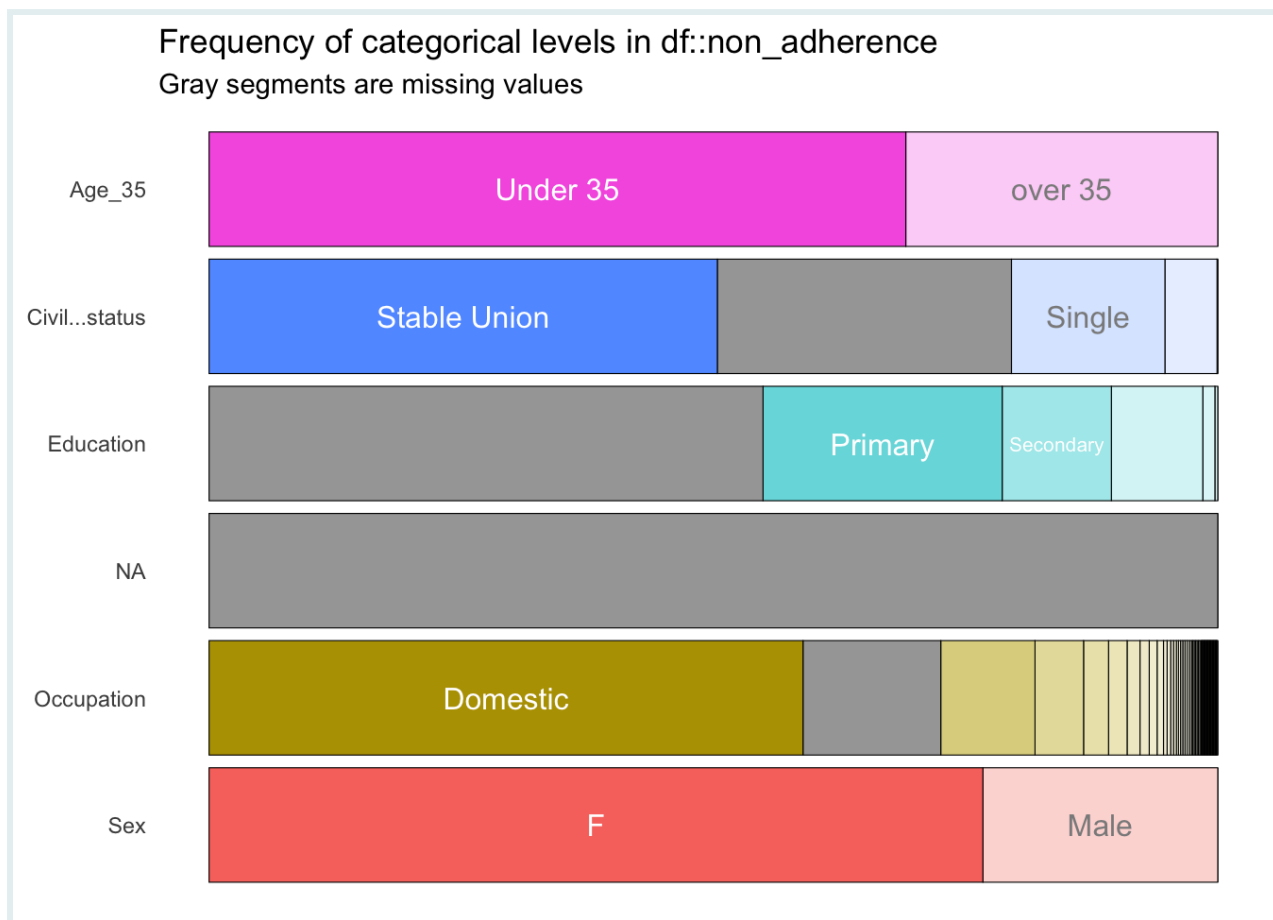 Frequency of categorical levels in df::non_adherence
Gray segments are missing values
Age_35
Under 35
over 35
Civil...status
Stable Union
Single
Education
Primary
Secondary
NA
Occupation
Domestic
Sex
F
Male